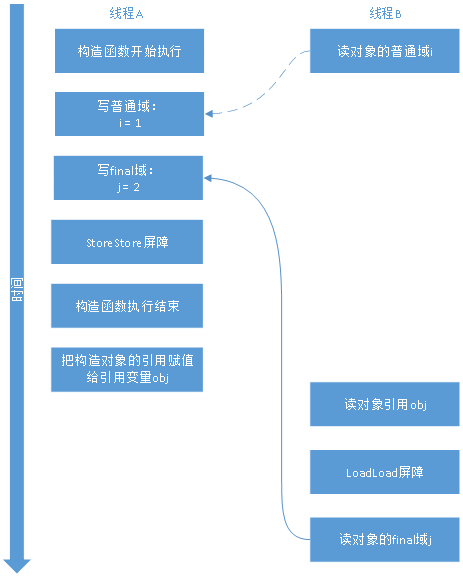 线程A
线程B
构造函数开始执行
读对象的普通域i
写普通域：
i = 1
写final域：
j= 2
StoreStore屏障
时间
构造函数执行结束
把构造对象的引用赋值
给引用变量obj
读对象引用obj
LoadLoad屏障
读对象的final域j